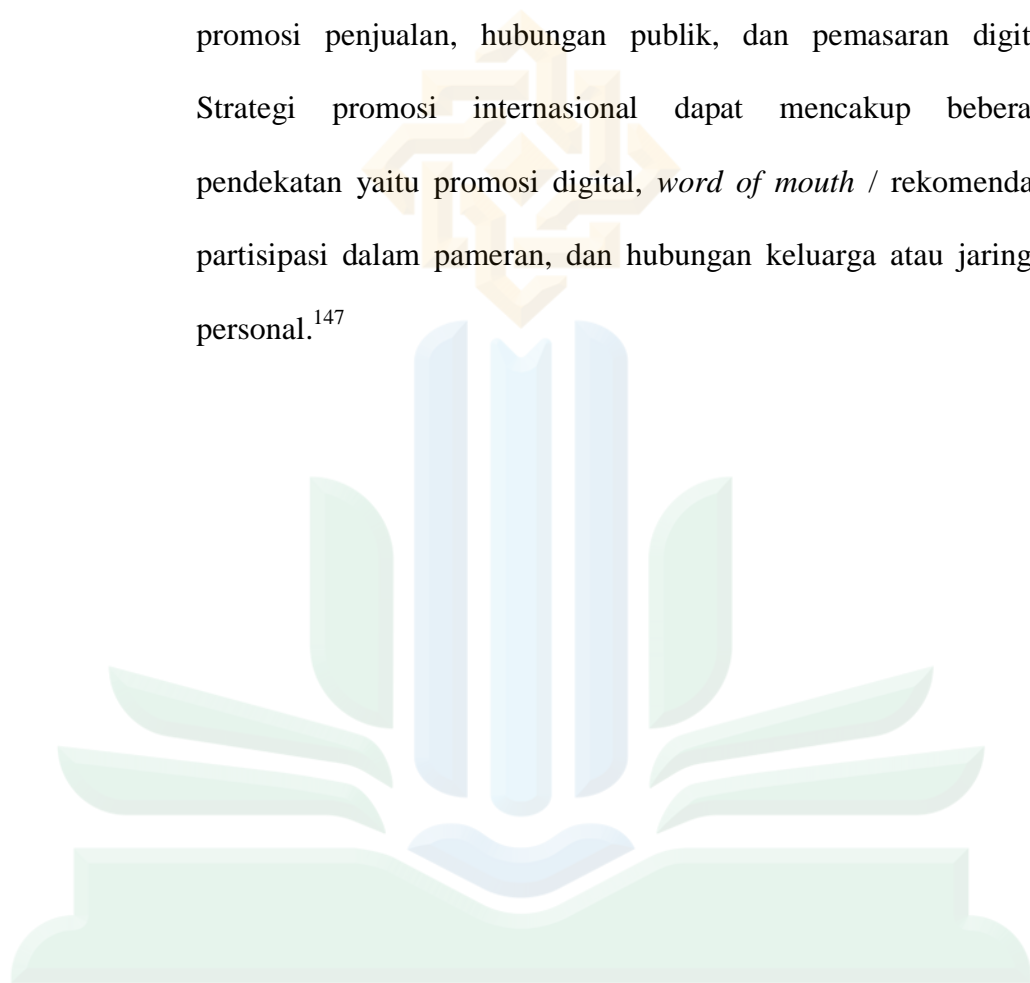 promosi penjualan, hubungan publik, dan pemasaran digit
Strategi promosi internasional dapat mencakup bebera
pendekatan yaitu promosi digital, word of mouth / rekomenda
partisipasi dalam pameran, dan hubungan keluarga atau jaring
personal.147